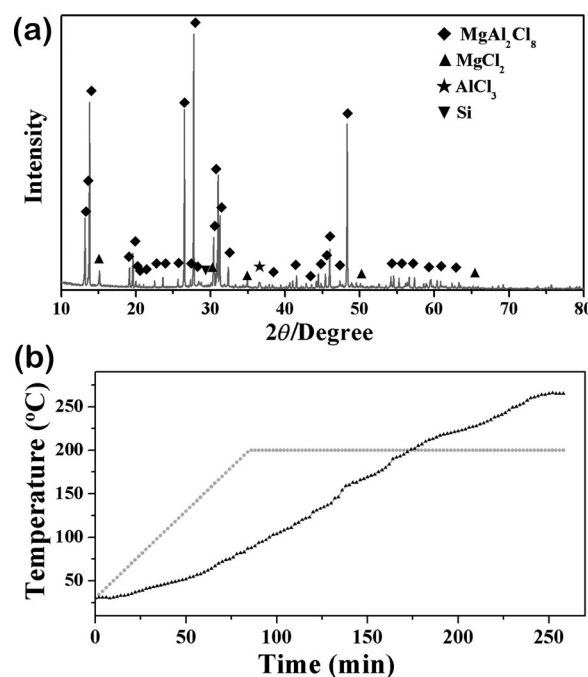 (a)
MgAl₂Cl₈
MgCl₂
AlCl₃
Si
Intensity
10 20 30 40 50 60 70 80
2θ/Degree
(b)
Temperature (ºC)
250
200
150
100
50
0 50 100 150 200 250
Time (min)